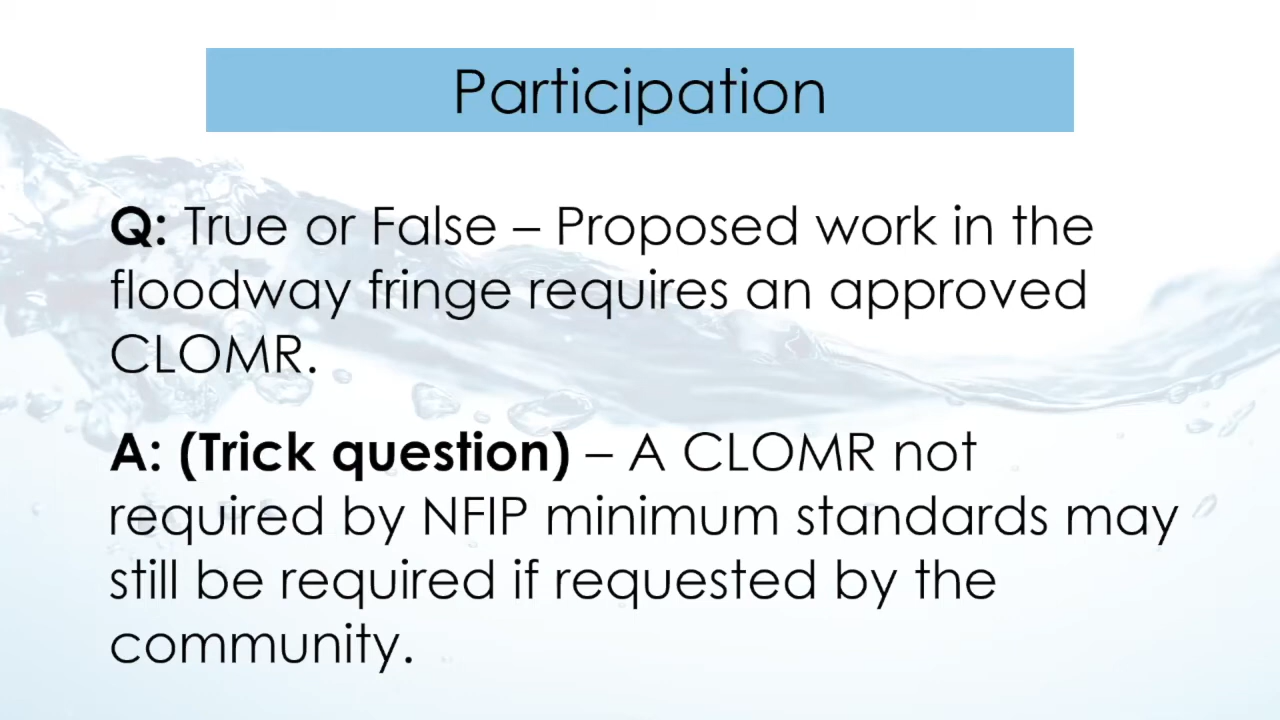 Participation
Q: True or False – Proposed work in the
floodway fringe requires an approved
CLOMR.
A: (Trick question) – A CLOMR not
required by NFIP minimum standards may
still be required if requested by the
community.